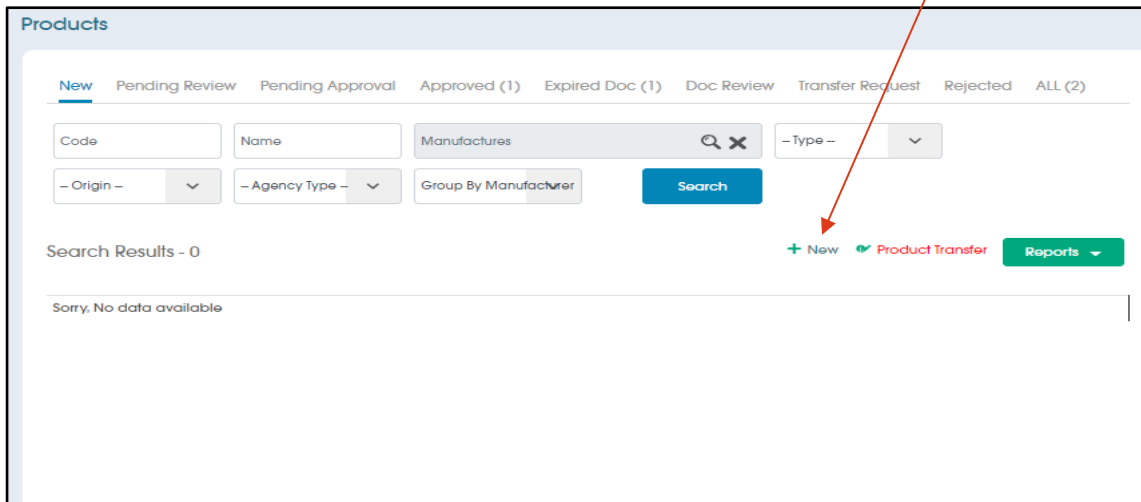 Products
New Pending Review Pending Approval Approved (1) Expired Doc (1) Doc Review Transfer Request Rejected ALL (2)
Code Name Manufactures – Type –
– Origin – – Agency Type – Group By Manufacturer Search
Search Results - 0 + New Product Transfer Reports
Sorry, No data available